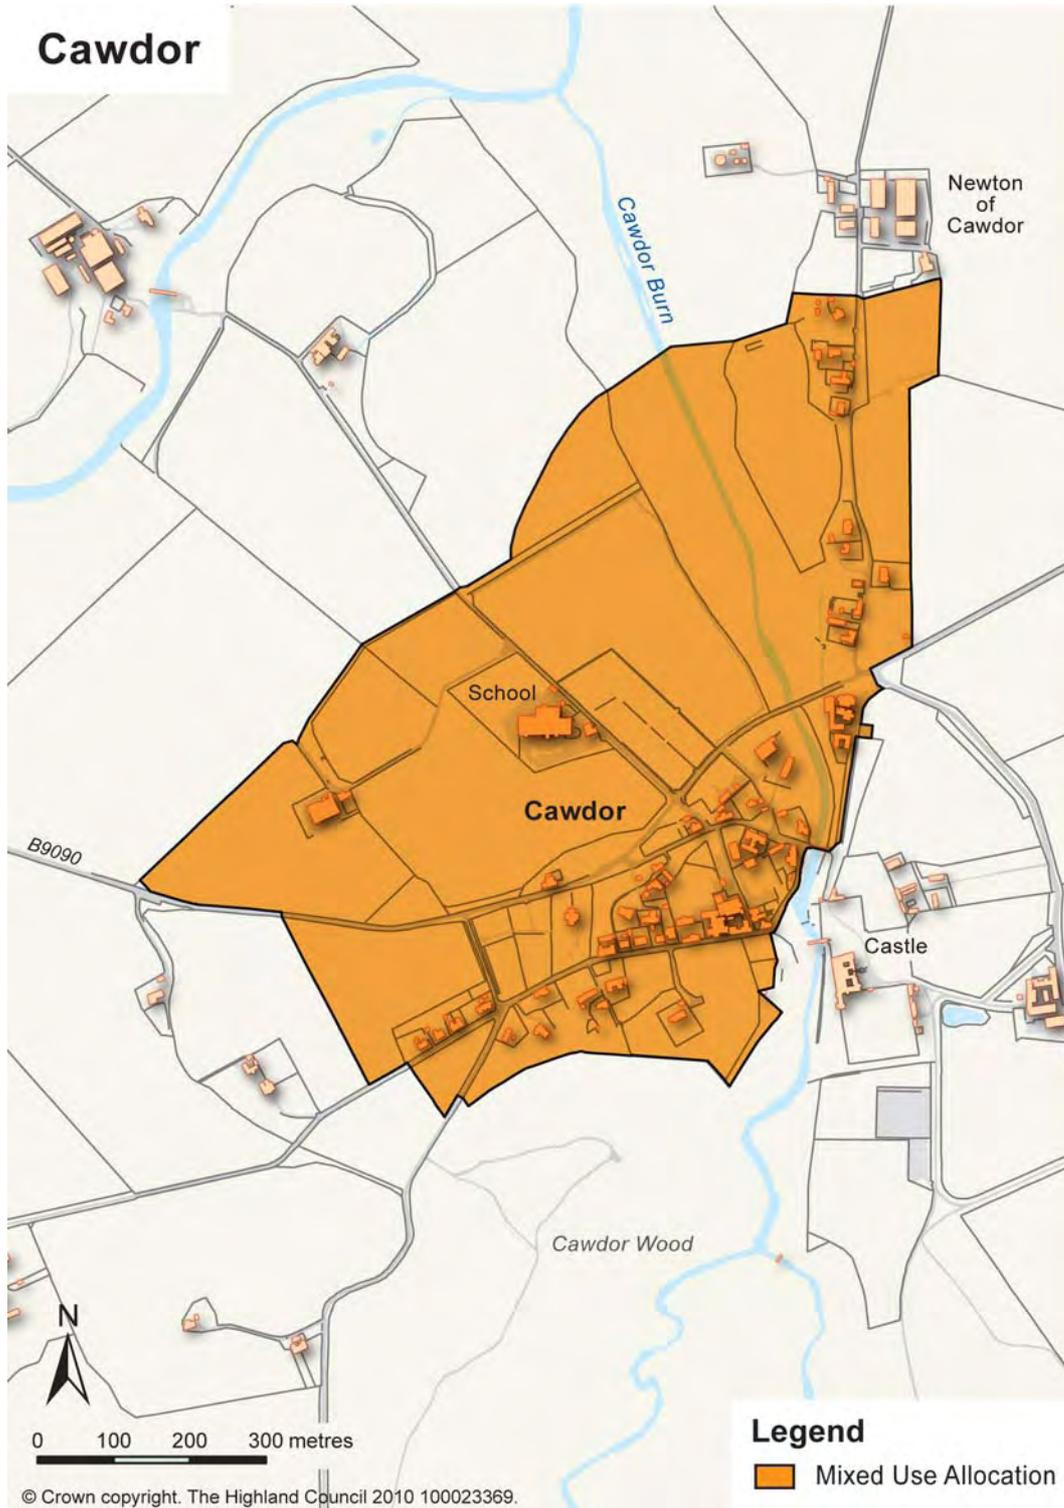 Cawdor
Newton
of
Cawdor
Cawdor Burn
School
Cawdor
B9090
Castle
Cawdor Wood
N
0 100 200 300 metres
Legend
Mixed Use Allocation
© Crown copyright. The Highland Council 2010 100023369.